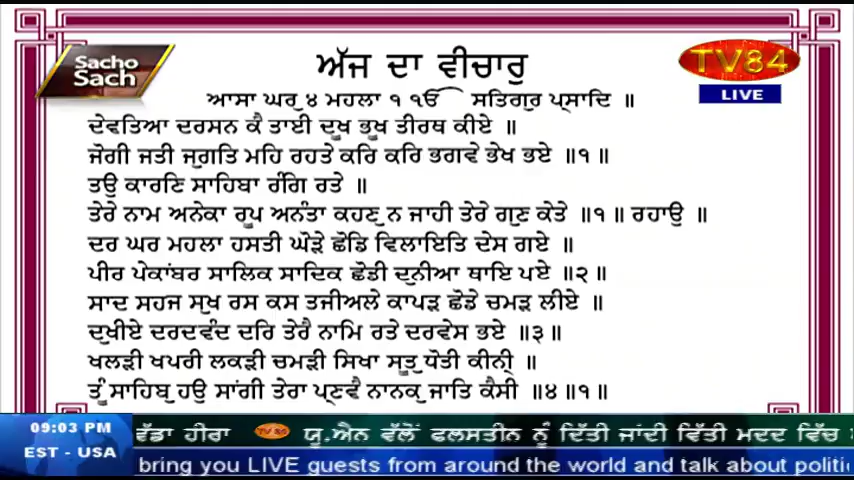 Sacho
Sach
ਅੱਜ ਦਾ ਵੀਚਾਰੁ
TV84
LIVE
ਆਸਾ ਘਰੁ ੪ ਮਹਲਾ ੧ ੴ ਸਤਿਗੁਰ ਪ੍ਰਸਾਦਿ ॥
ਦੇਵਤਿਆ ਦਰਸਨ ਕੈ ਤਾਈ ਦੂਖ ਭੂਖ ਤੀਰਥ ਕੀਏ ॥
ਜੋਗੀ ਜਤੀ ਜੁਗਤਿ ਮਹਿ ਰਹਤੇ ਕਰਿ ਕਰਿ ਭਗਵੇ ਭੇਖ ਭਏ ॥੧॥
ਤਉ ਕਾਰਣਿ ਸਾਹਿਬਾ ਰੰਗਿ ਰਤੇ ॥
ਤੇਰੇ ਨਾਮ ਅਨੇਕਾ ਰੂਪ ਅਨੰਤਾ ਕਹਣੁ ਨ ਜਾਹੀ ਤੇਰੇ ਗੁਣ ਕੇਤੇ ॥੧॥ ਰਹਾਉ ॥
ਦਰ ਘਰ ਮਹਲਾ ਹਸਤੀ ਘੋੜੇ ਛੋਡਿ ਵਿਲਾਇਤਿ ਦੇਸ ਗਏ ॥
ਪੀਰ ਪੇਕਾਂਬਰ ਸਾਲਿਕ ਸਾਦਿਕ ਛੋਡੀ ਦੁਨੀਆ ਥਾਇ ਪਏ ॥੨॥
ਸਾਦ ਸਹਜ ਸੁਖ ਰਸ ਕਸ ਤਜੀਅਲੇ ਕਾਪੜ ਛੋਡੇ ਚਮੜ ਲੀਏ ॥
ਦੁਖੀਏ ਦਰਦਵੰਦ ਦਰਿ ਤੇਰੈ ਨਾਮਿ ਰਤੇ ਦਰਵੇਸ ਭਏ ॥੩॥
ਖਲੜੀ ਖਪਰੀ ਲਕੜੀ ਚਮੜੀ ਸਿਖਾ ਸੂਤੁ ਧੋਤੀ ਕੀਨੀ੍ ॥
ਤੂੰ ਸਾਹਿਬੁ ਹਉ ਸਾਂਗੀ ਤੇਰਾ ਪ੍ਰਣਵੈ ਨਾਨਕੁ ਜਾਤਿ ਕੈਸੀ ॥੪॥੧॥
09:03 PM
EST - USA
ਵੱਡਾ ਹੀਰਾ TV84 ਯੂ.ਐਨ ਵੱਲੋਂ ਫਲਸਤੀਨ ਨੂੰ ਦਿੱਤੀ ਜਾਂਦੀ ਵਿੱਤੀ ਮਦਦ ਵਿੱਚ
bring you LIVE guests from around the world and talk about politi